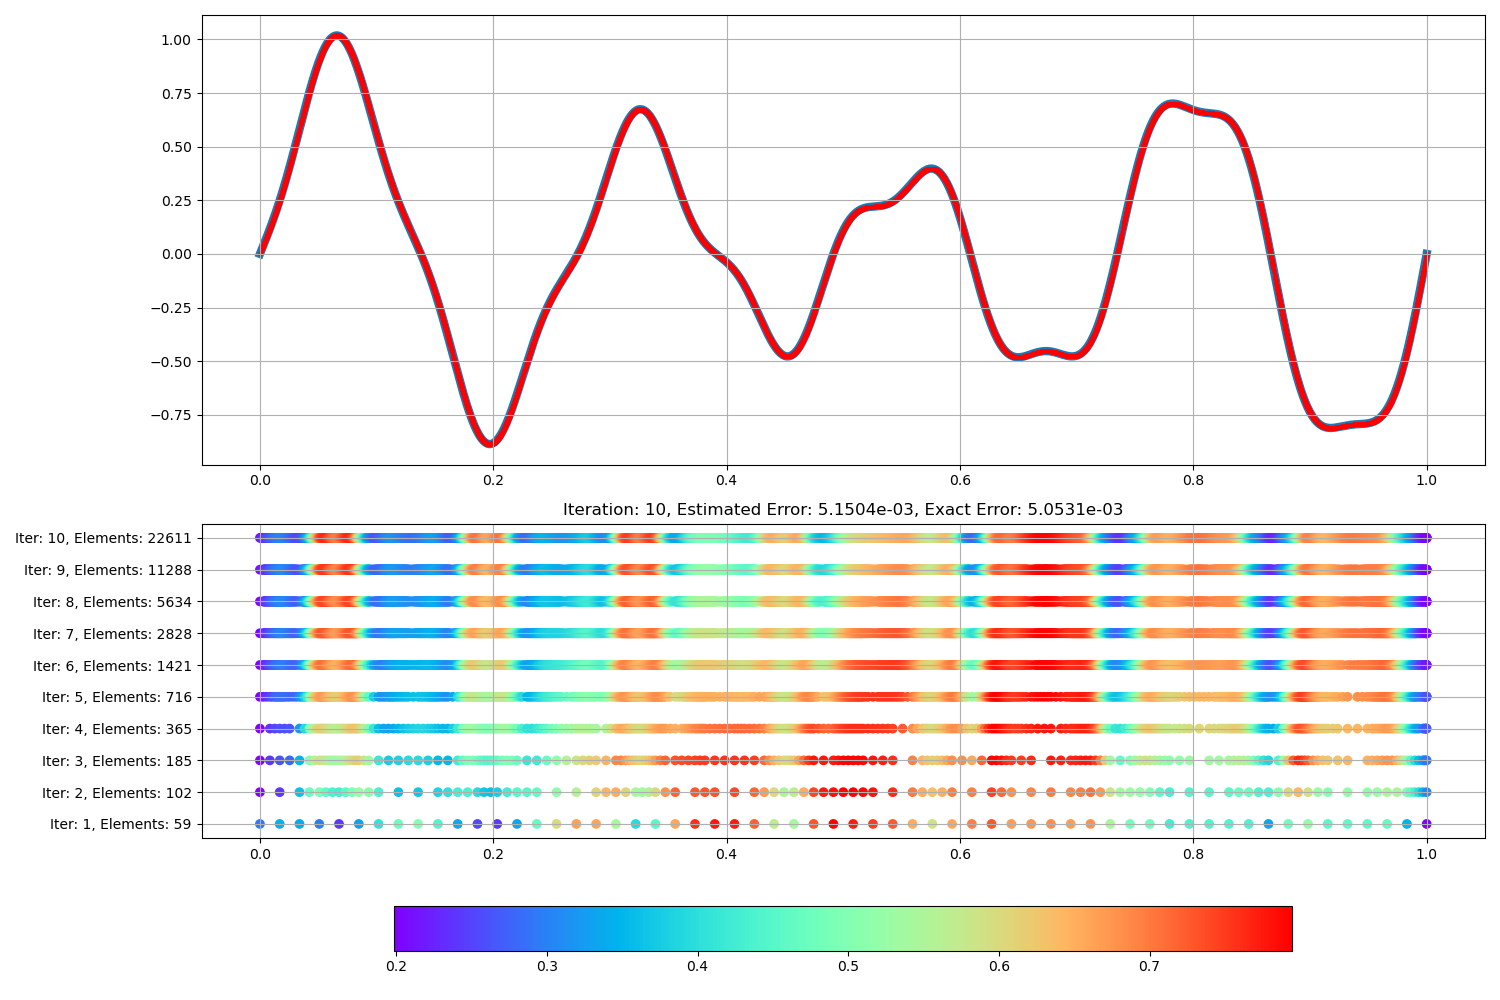 1.00
0.75
0.50
0.25
0.00
−0.25
−0.50
−0.75
0.0 0.2 0.4 0.6 0.8 1.0
Iteration: 10, Estimated Error: 5.1504e-03, Exact Error: 5.0531e-03
Iter: 10, Elements: 22611
Iter: 9, Elements: 11288
Iter: 8, Elements: 5634
Iter: 7, Elements: 2828
Iter: 6, Elements: 1421
Iter: 5, Elements: 716
Iter: 4, Elements: 365
Iter: 3, Elements: 185
Iter: 2, Elements: 102
Iter: 1, Elements: 59
0.0 0.2 0.4 0.6 0.8 1.0
0.2 0.3 0.4 0.5 0.6 0.7